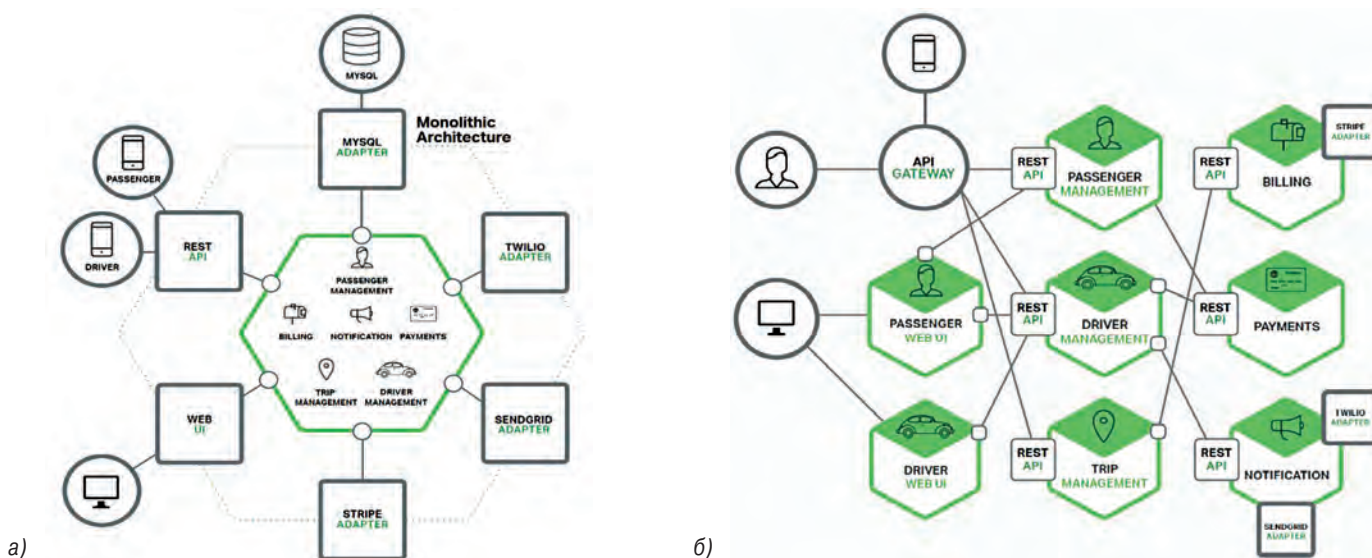 MYSQL
MYSQL
ADAPTER
Monolithic
Architecture
PASSENGER
DRIVER
REST
API
TWILIO
ADAPTER
PASSENGER
MANAGEMENT
BILLING
NOTIFICATION
PAYMENTS
TRIP
MANAGEMENT
DRIVER
MANAGEMENT
WEB
UI
SENDGRID
ADAPTER
STRIPE
ADAPTER
а)
API
GATEWAY
REST
API
PASSENGER
MANAGEMENT
REST
API
BILLING
STRIPE
ADAPTER
PASSENGER
WEB UI
REST
API
DRIVER
MANAGEMENT
REST
API
PAYMENTS
DRIVER
WEB UI
REST
API
TRIP
MANAGEMENT
REST
API
NOTIFICATION
TWILIO
ADAPTER
SENDGRID
ADAPTER
б)